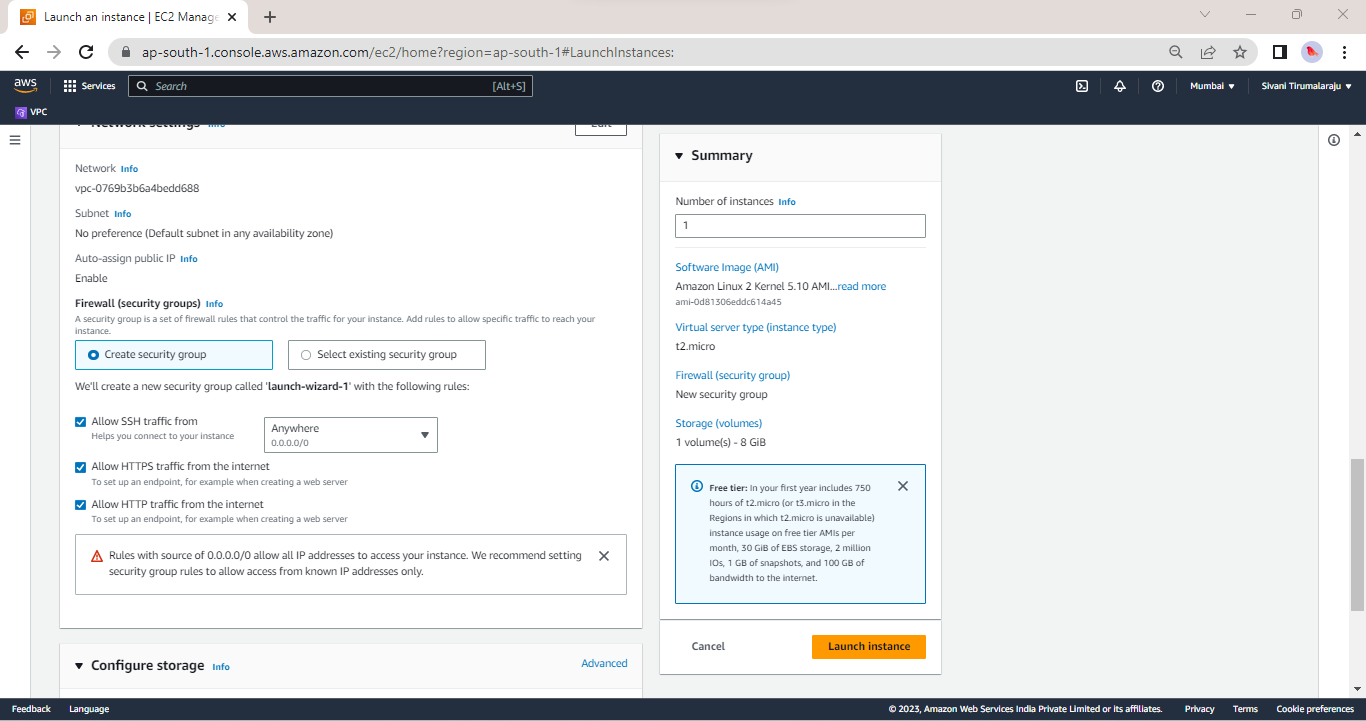 Launch an instance | EC2 Manage
ap-south-1.console.aws.amazon.com/ec2/home?region=ap-south-1#LaunchInstances:
aws
Services
Search
[Alt+S]
Mumbai
Sivani Tirumalaraju
VPC
Network settings Info
Edit
Network Info
vpc-0769b3b6a4bedd688
Subnet Info
No preference (Default subnet in any availability zone)
Auto-assign public IP Info
Enable
Firewall (security groups) Info
A security group is a set of firewall rules that control the traffic for your instance. Add rules to allow specific traffic to reach your
instance.
Create security group
Select existing security group
We'll create a new security group called 'launch-wizard-1' with the following rules:
Allow SSH traffic from
Helps you connect to your instance
Anywhere
0.0.0.0/0
Allow HTTPS traffic from the internet
To set up an endpoint, for example when creating a web server
Allow HTTP traffic from the internet
To set up an endpoint, for example when creating a web server
Rules with source of 0.0.0.0/0 allow all IP addresses to access your instance. We recommend setting
security group rules to allow access from known IP addresses only.
Configure storage Info
Advanced
Summary
Number of instances Info
1
Software Image (AMI)
Amazon Linux 2 Kernel 5.10 AMI...read more
ami-0d81306eddc614a45
Virtual server type (instance type)
t2.micro
Firewall (security group)
New security group
Storage (volumes)
1 volume(s) - 8 GiB
Free tier: In your first year includes 750
hours of t2.micro (or t3.micro in the
Regions in which t2.micro is unavailable)
instance usage on free tier AMIs per
month, 30 GiB of EBS storage, 2 million
IOs, 1 GB of snapshots, and 100 GB of
bandwidth to the internet.
Cancel
Launch instance
Feedback
Language
© 2023, Amazon Web Services India Private Limited or its affiliates.
Privacy
Terms
Cookie preferences